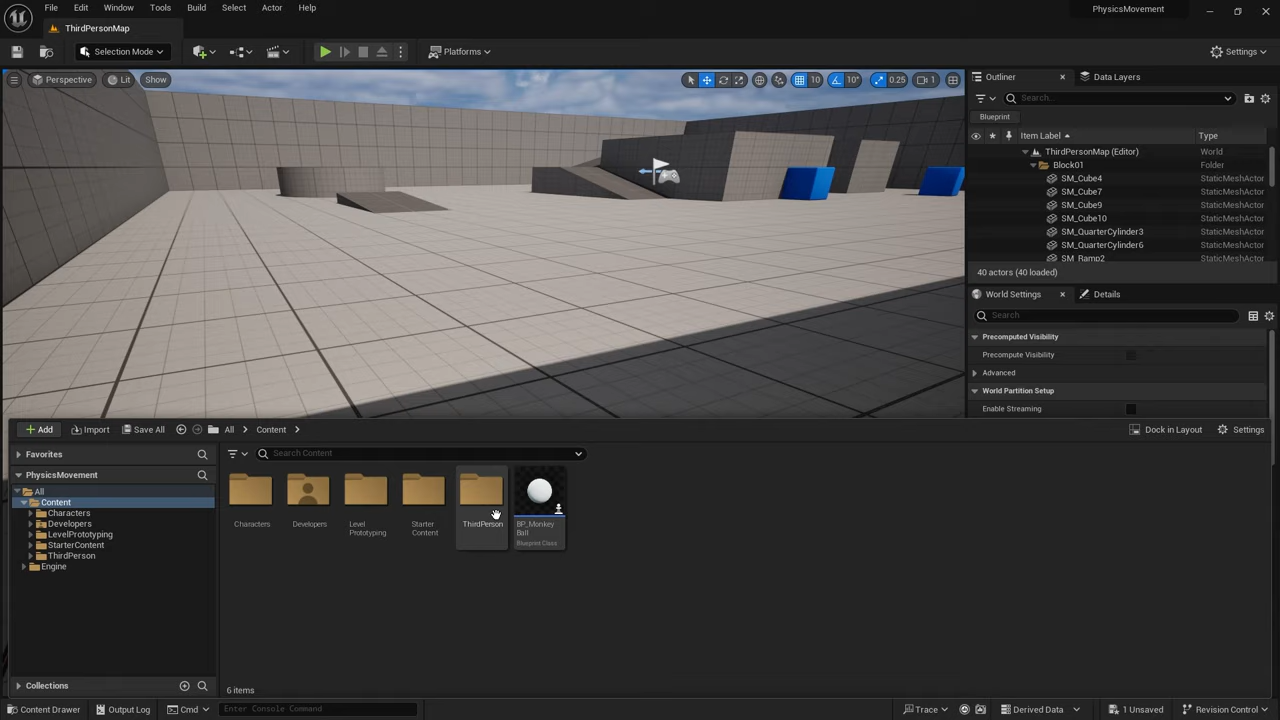 File Edit Window Tools Build Select Actor Help PhysicsMovement
ThirdPersonMap
Selection Mode Platforms Settings
Perspective Lit Show 10 10° 0.25 1
Outliner Data Layers
Search...
Blueprint
Item Label Type
ThirdPersonMap (Editor) World
Block01 Folder
SM_Cube4 StaticMeshActor
SM_Cube7 StaticMeshActor
SM_Cube9 StaticMeshActor
SM_Cube10 StaticMeshActor
SM_QuarterCylinder3 StaticMeshActor
SM_QuarterCylinder6 StaticMeshActor
SM_Ramp2 StaticMeshActor
40 actors (40 loaded)
World Settings Details
Search
Precomputed Visibility
Precompute Visibility
Advanced
World Partition Setup
Enable Streaming
Add Import Save All All Content Dock in Layout Settings
Favorites
Search Content
PhysicsMovement
All
Content
Characters
Developers
LevelPrototyping
StarterContent
ThirdPerson
Engine
Characters
Developers
Level
Prototyping
Starter
Content
ThirdPerson
BP_Monkey
Ball
Blueprint Class
Collections
6 items
Content Drawer Output Log Cmd Enter Console Command Trace Derived Data 1 Unsaved Revision Control